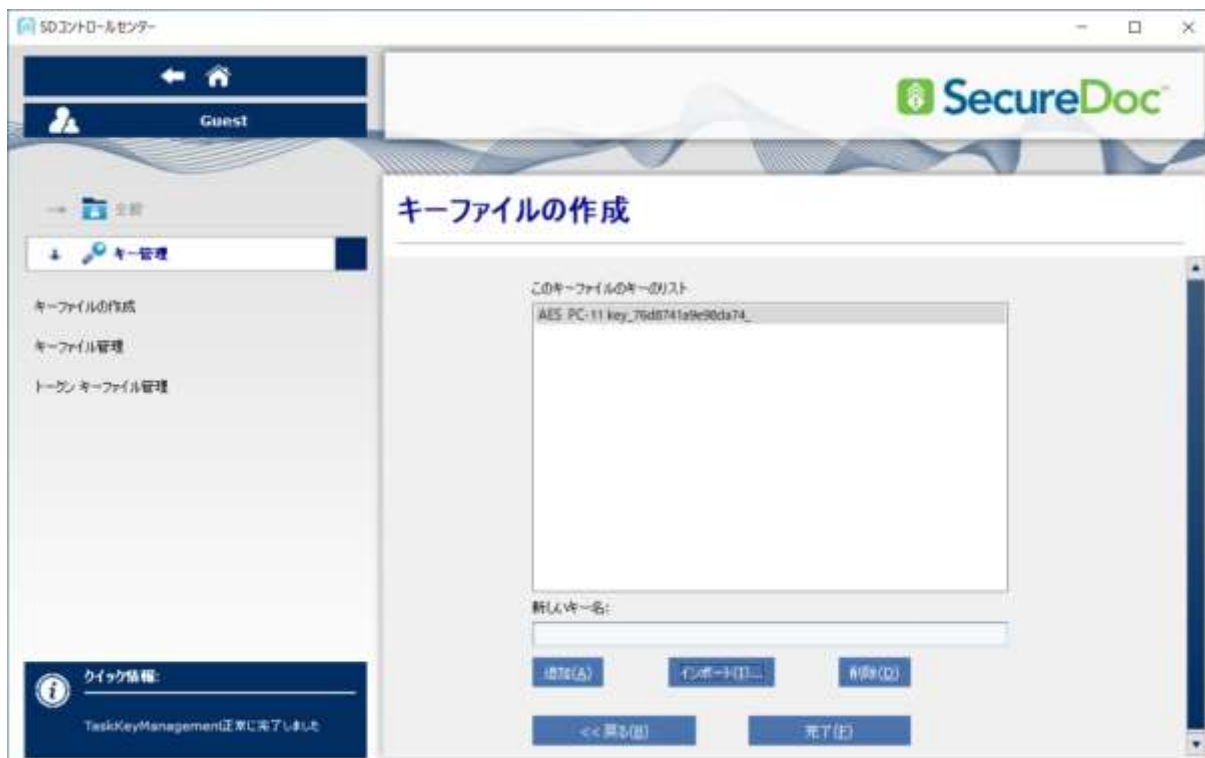 SDコントロールセンター
Guest
SecureDoc
全般
キー管理
キーファイルの作成
キーファイルの作成
キーファイル管理
トークン キーファイル管理
このキーファイルのキーのリスト
AES PC-11 key_76d8741a9e98da74_
新しいキー名:
追加(A)
インポート(I)...
削除(D)
<< 戻る(B)
完了(F)
クイック情報:
TaskKeyManagement正常に完了しました